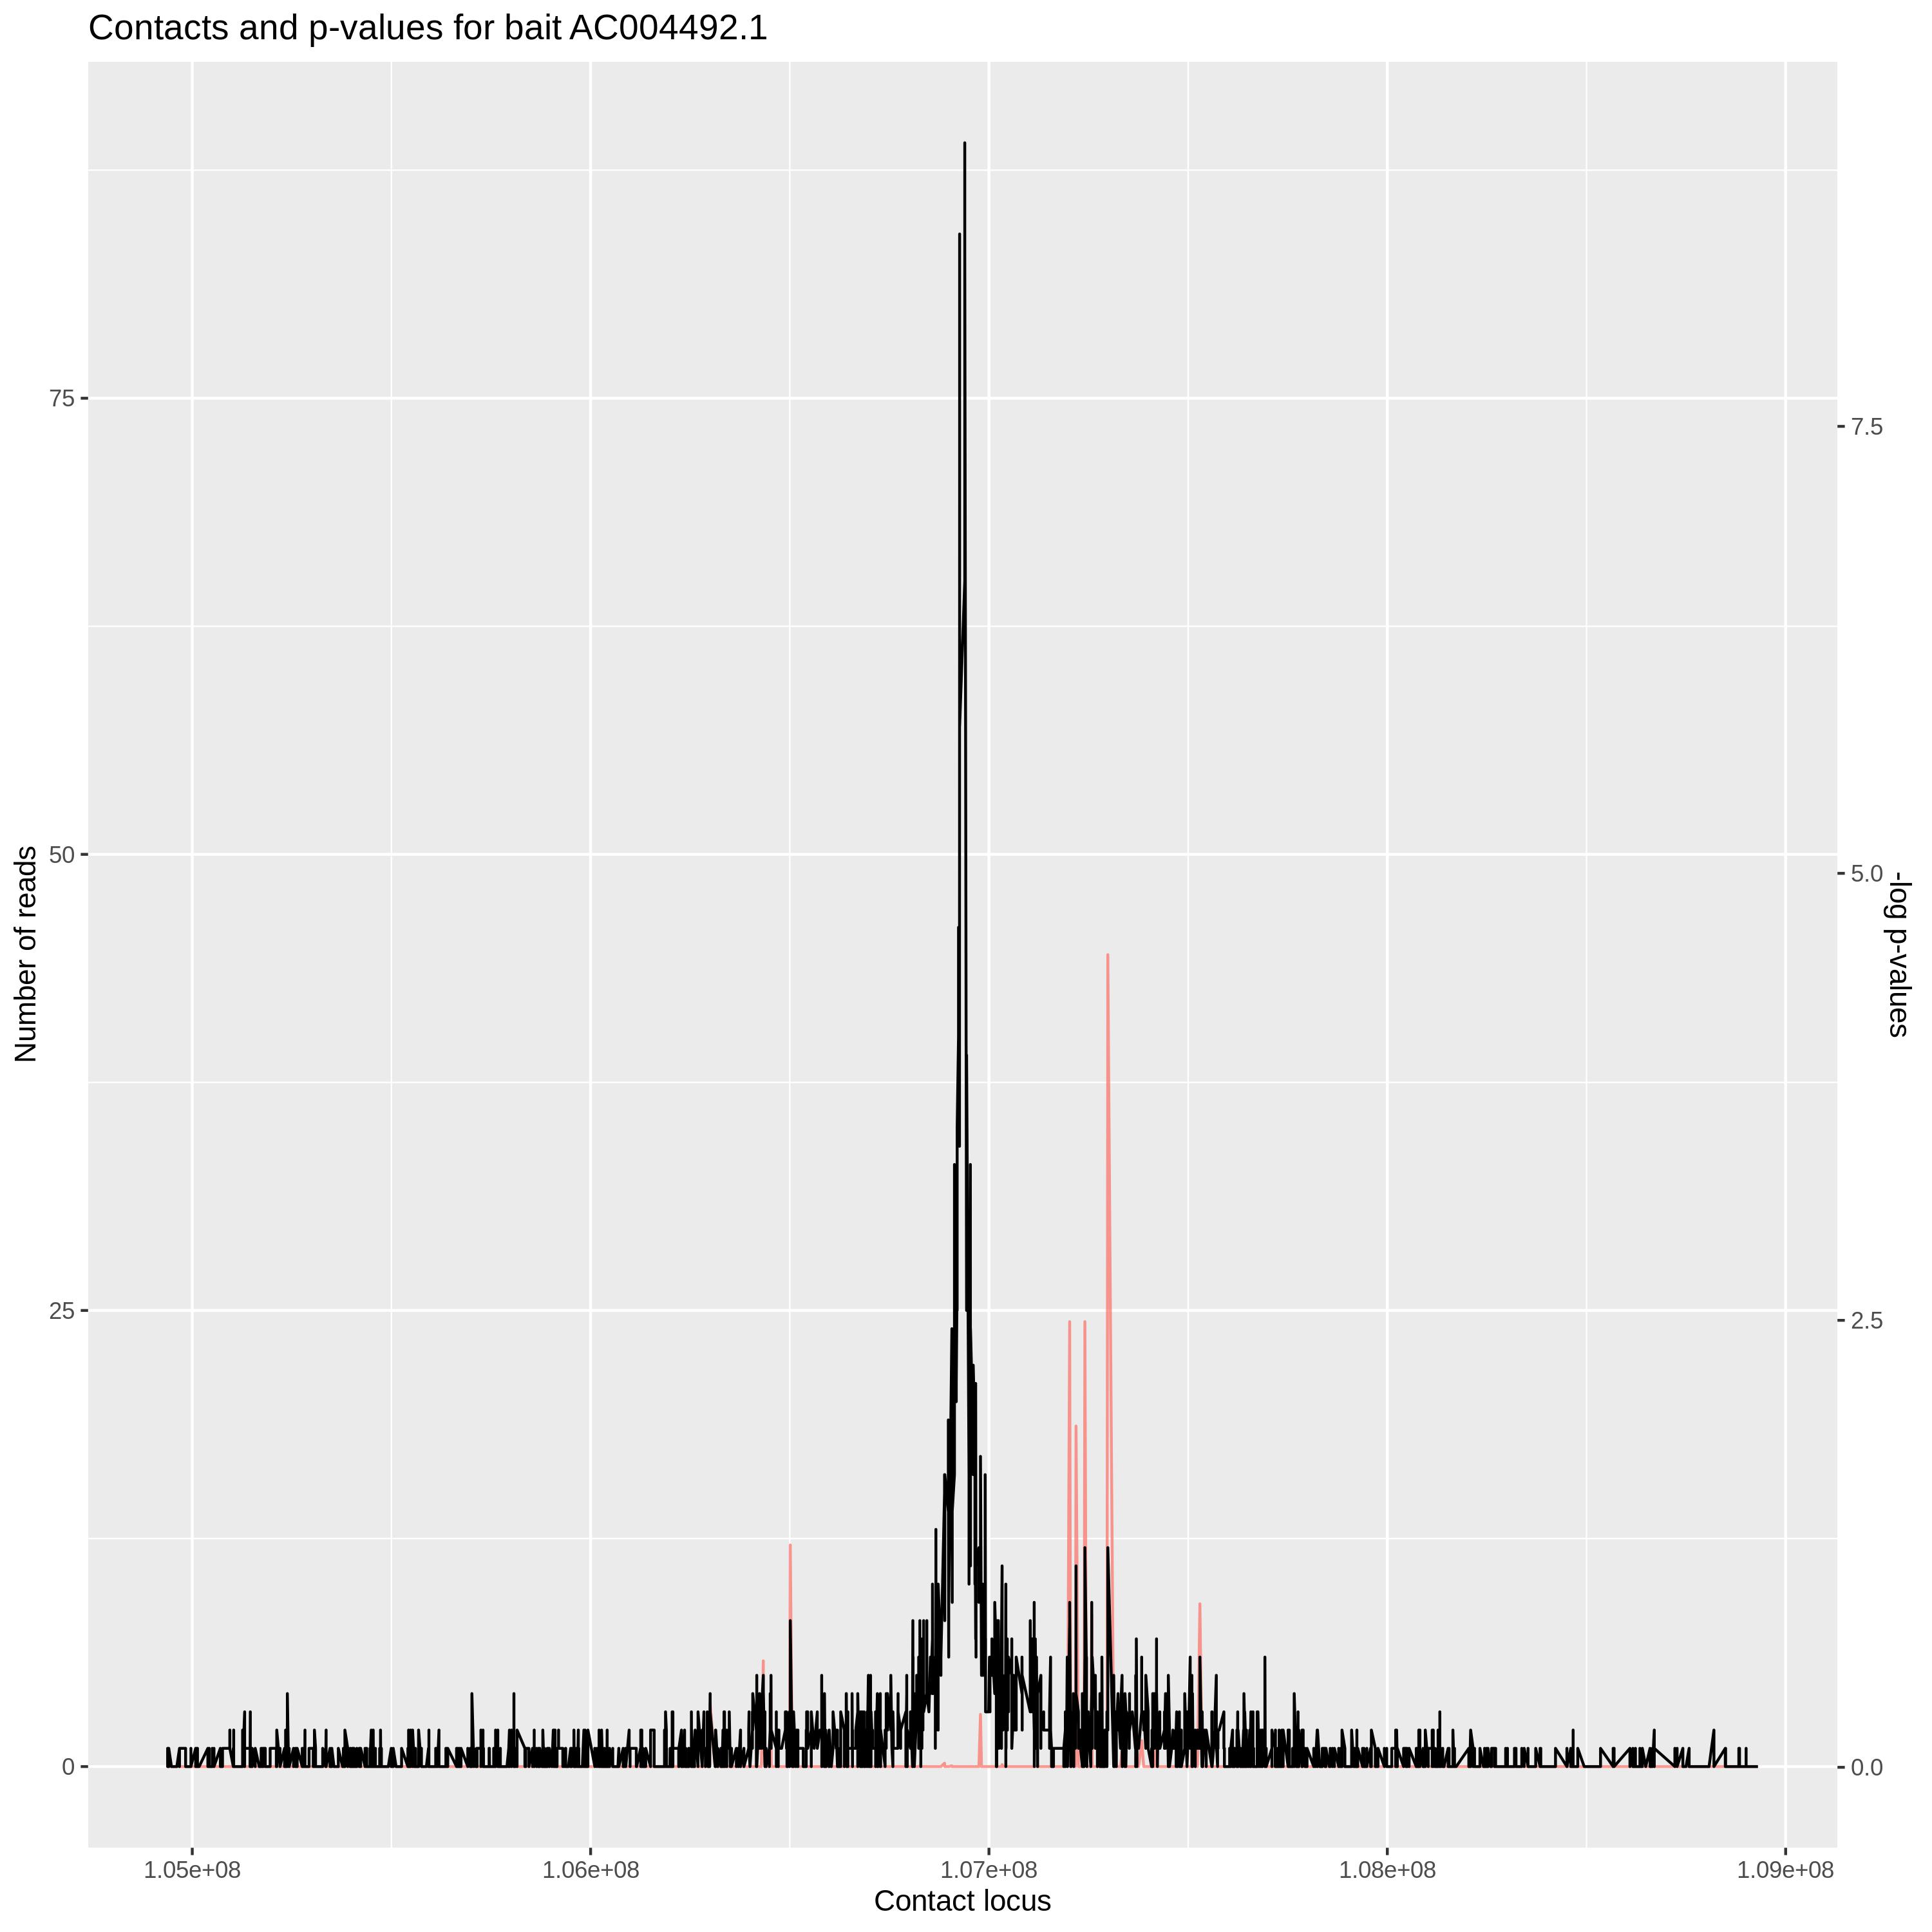 Contacts and p-values for bait AC004492.1
75
50
25
0
Number of reads
7.5
5.0
2.5
0.0
-log p-values
1.05e+08
1.06e+08
1.07e+08
1.08e+08
1.09e+08
Contact locus